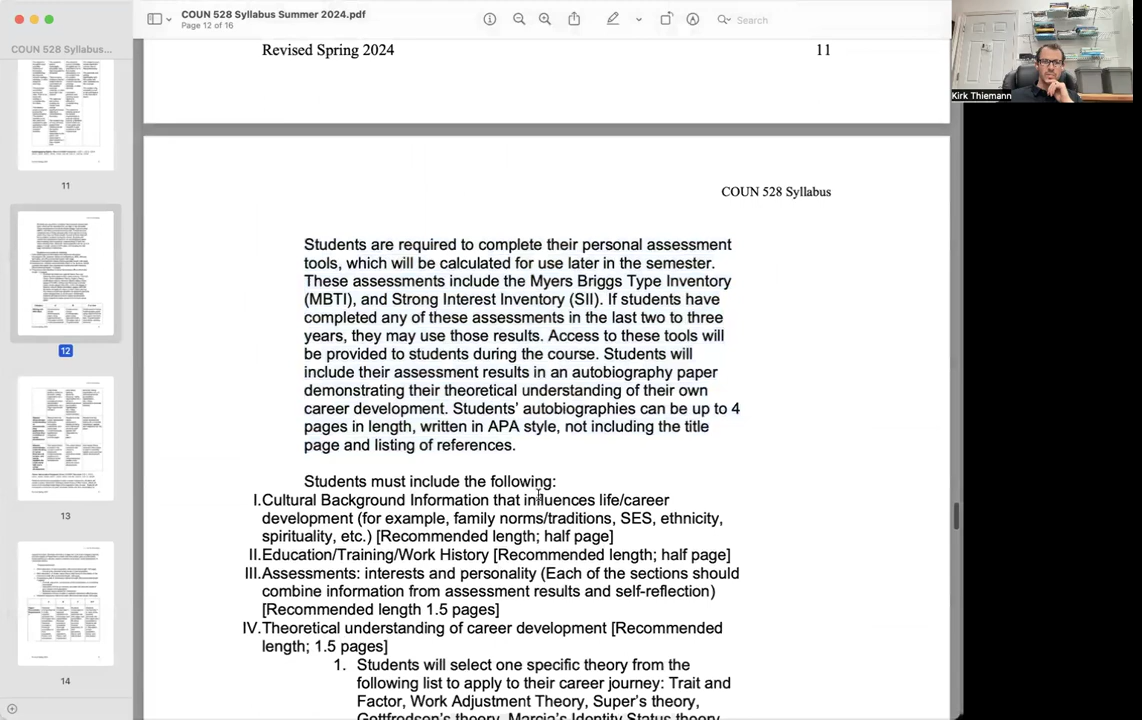 COUN 528 Syllabus Summer 2024.pdf
Page 12 of 16
Search
COUN 528 Syllabus...
11
12
13
14
Kirk Thiemann
Revised Spring 2024 11
COUN 528 Syllabus
Students are required to complete their personal assessment
tools, which will be calculated for use later in the semester.
These assessments include the Myers Briggs Type Inventory
(MBTI), and Strong Interest Inventory (SII). If students have
completed any of these assessments in the last two to three
years, they may use those results. Access to these tools will
be provided to students during the course. Students will
include their assessment results in an autobiography paper
demonstrating their theoretical understanding of their own
career development. Students' autobiographies can be up to 4
pages in length, written in APA style, not including the title
page and listing of references.
Students must include the following:
I.Cultural Background Information that influences life/career
development (for example, family norms/traditions, SES, ethnicity,
spirituality, etc.) [Recommended length; half page]
II.Education/Training/Work History [Recommended length; half page]
III.Assessments: interests and personality (Each of the sections should
combine information from assessment results and self-reflection)
[Recommended length 1.5 pages]
IV.Theoretical understanding of career development [Recommended
length; 1.5 pages]
1. Students will select one specific theory from the
following list to apply to their career journey: Trait and
Factor, Work Adjustment Theory, Super's theory,
Gottfredson's theory, Marcia's Identity Status theory